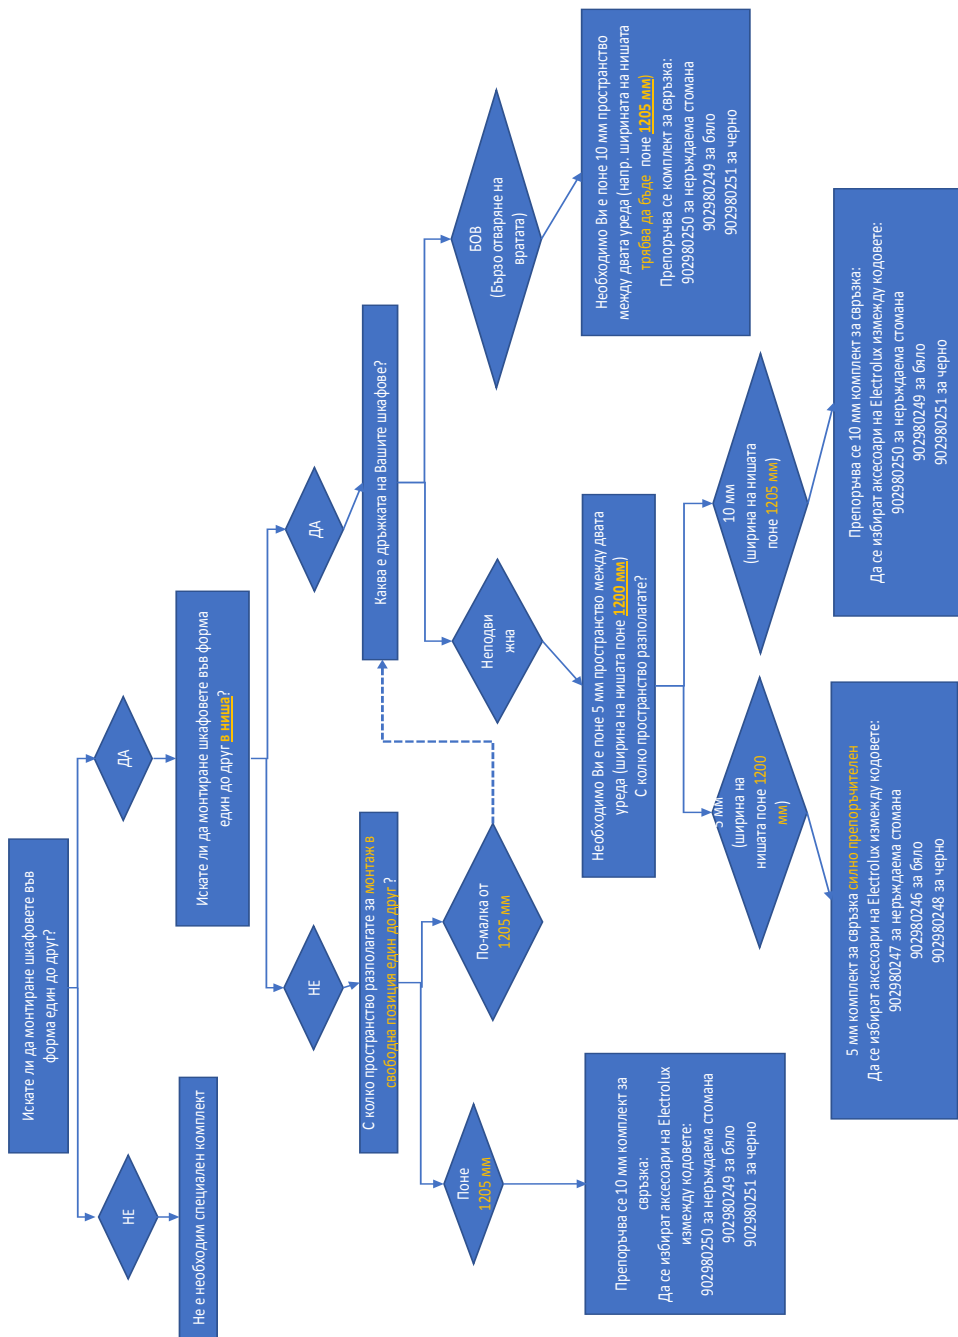 Искате ли да монтиране шкафовете във
форма един до друг?
НЕ
ДА
Не е необходим специален комплект
Искате ли да монтиране шкафовете във форма
един до друг в ниша?
НЕ
ДА
С колко пространство разполагате за монтаж в
свободна позиция един до друг ?
Каква е дръжката на Вашите шкафове?
Поне
1205 мм
По-малка от
1205 мм
Неподви
жна
БОВ
(Бързо отваряне на
вратата)
Препоръчва се 10 мм комплект за
свръзка:
Да се избират аксесоари на Electrolux
измежду кодовете:
902980250 за неръждаема стомана
902980249 за бяло
902980251 за черно
Необходимо Ви е поне 5 мм пространство между двата
уреда (ширина на нишата поне 1200 мм)
С колко пространство разполагате?
Необходимо Ви е поне 10 мм пространство
между двата уреда (напр. ширината на нишата
трябва да бъде поне 1205 мм)
Препоръчва се комплект за свръзка:
902980250 за неръждаема стомана
902980249 за бяло
902980251 за черно
5 мм
(ширина на
нишата поне 1200
мм)
10 мм
(ширина на нишата
поне 1205 мм)
5 мм комплект за свръзка силно препоръчителен
Да се избират аксесоари на Electrolux измежду кодовете:
902980247 за неръждаема стомана
902980246 за бяло
902980248 за черно
Препоръчва се 10 мм комплект за свръзка:
Да се избират аксесоари на Electrolux измежду кодовете:
902980250 за неръждаема стомана
902980249 за бяло
902980251 за черно